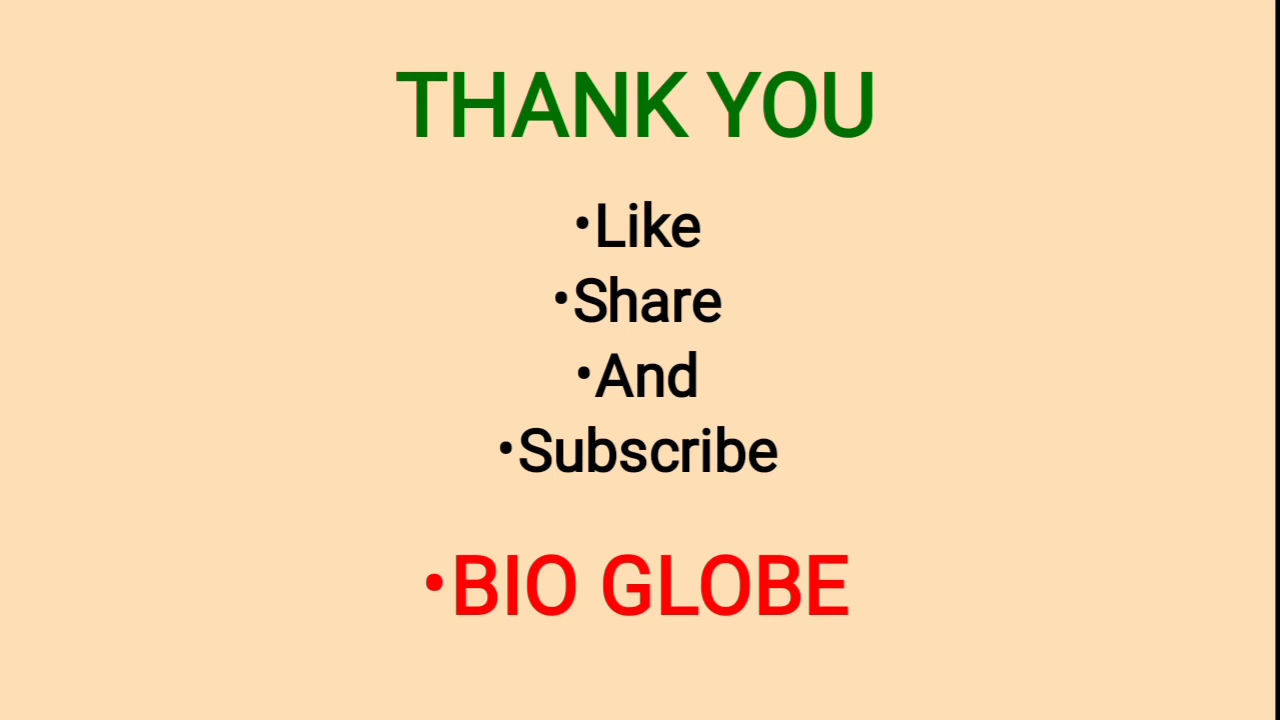 THANK YOU
•Like
•Share
•And
•Subscribe
•BIO GLOBE